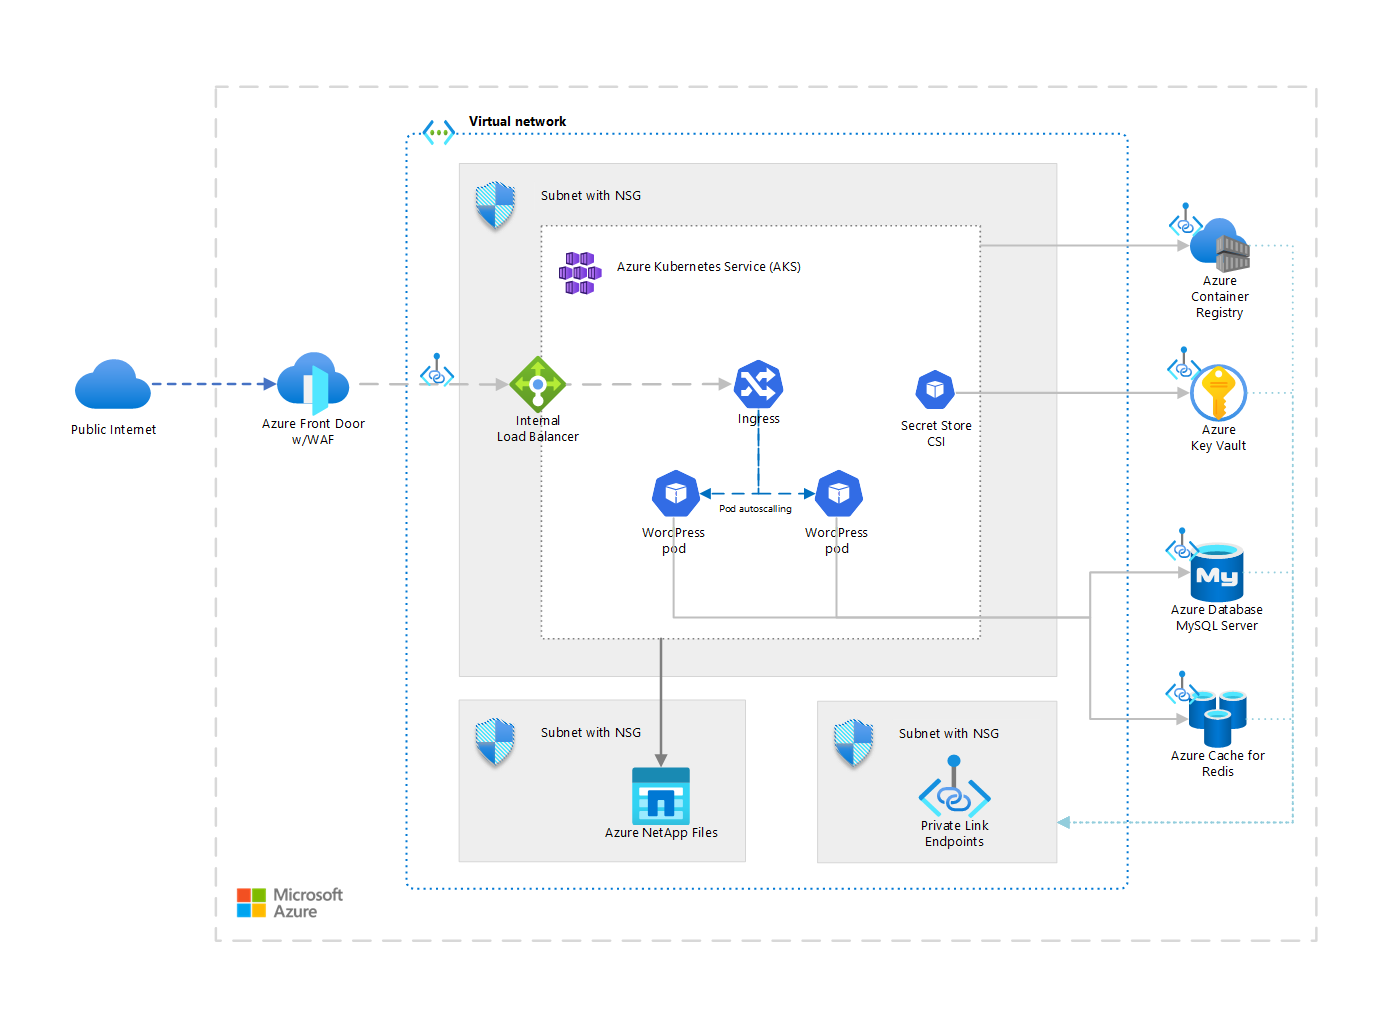 Virtual network
Subnet with NSG
Azure Kubernetes Service (AKS)
Azure
Container
Registry
Public Internet
Azure Front Door
w/WAF
Internal
Load Balancer
Ingress
Secret Store
CSI
Azure
Key Vault
Pod autoscalling
WordPress
pod
WordPress
pod
My
Azure Database
MySQL Server
Subnet with NSG
Azure NetApp Files
Subnet with NSG
Private Link
Endpoints
Azure Cache for
Redis
Microsoft
Azure